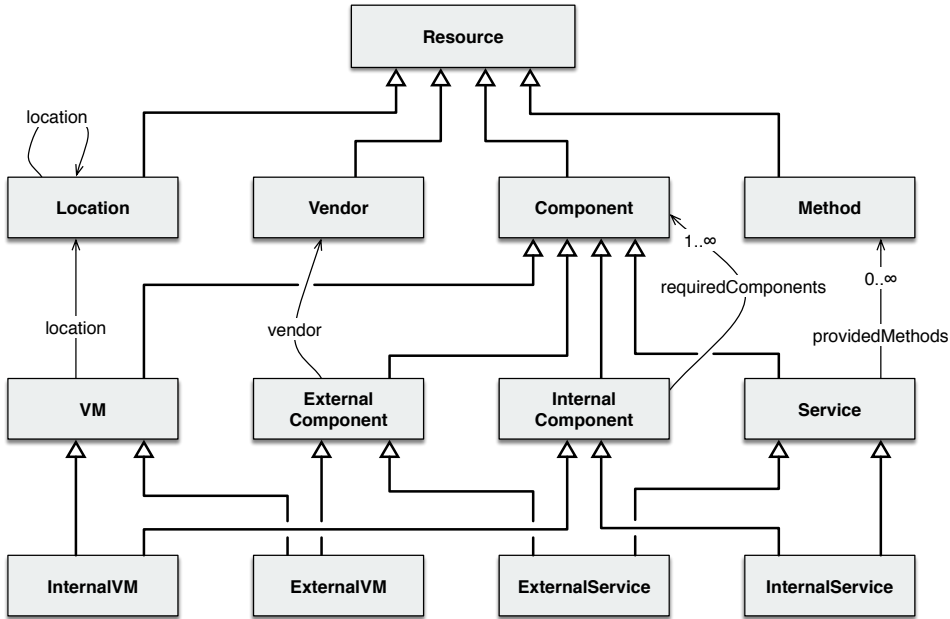 Resource
location
Location
Vendor
Component
Method
1..∞
0..∞
requiredComponents
location
vendor
providedMethods
VM
External
Component
Internal
Component
Service
InternalVM
ExternalVM
ExternalService
InternalService